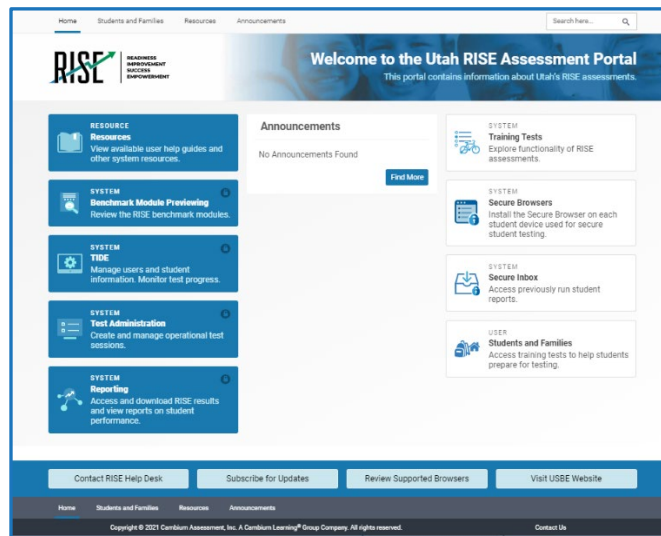 Home Students and Families Resources Announcements
Search here...
RISE
READINESS
IMPROVEMENT
SUCCESS
EMPOWERMENT
Welcome to the Utah RISE Assessment Portal
This portal contains information about Utah's RISE assessments.
RESOURCE
Resources
View available user help guides and
other system resources.
SYSTEM
Benchmark Module Previewing
Review the RISE benchmark modules.
SYSTEM
TIDE
Manage users and student
information. Monitor test progress.
SYSTEM
Test Administration
Create and manage operational test
sessions.
SYSTEM
Reporting
Access and download RISE results
and view reports on student
performance.
Announcements
No Announcements Found
Find More
SYSTEM
Training Tests
Explore functionality of RISE
assessments.
SYSTEM
Secure Browsers
Install the Secure Browser on each
student device used for secure
student testing.
SYSTEM
Secure Inbox
Access previously run student
reports.
USER
Students and Families
Access training tests to help students
prepare for testing.
Contact RISE Help Desk
Subscribe for Updates
Review Supported Browsers
Visit USBE Website
Home Students and Families Resources Announcements
Copyright © 2021 Cambium Assessment, Inc. A Cambium Learning® Group Company. All rights reserved.
Contact Us